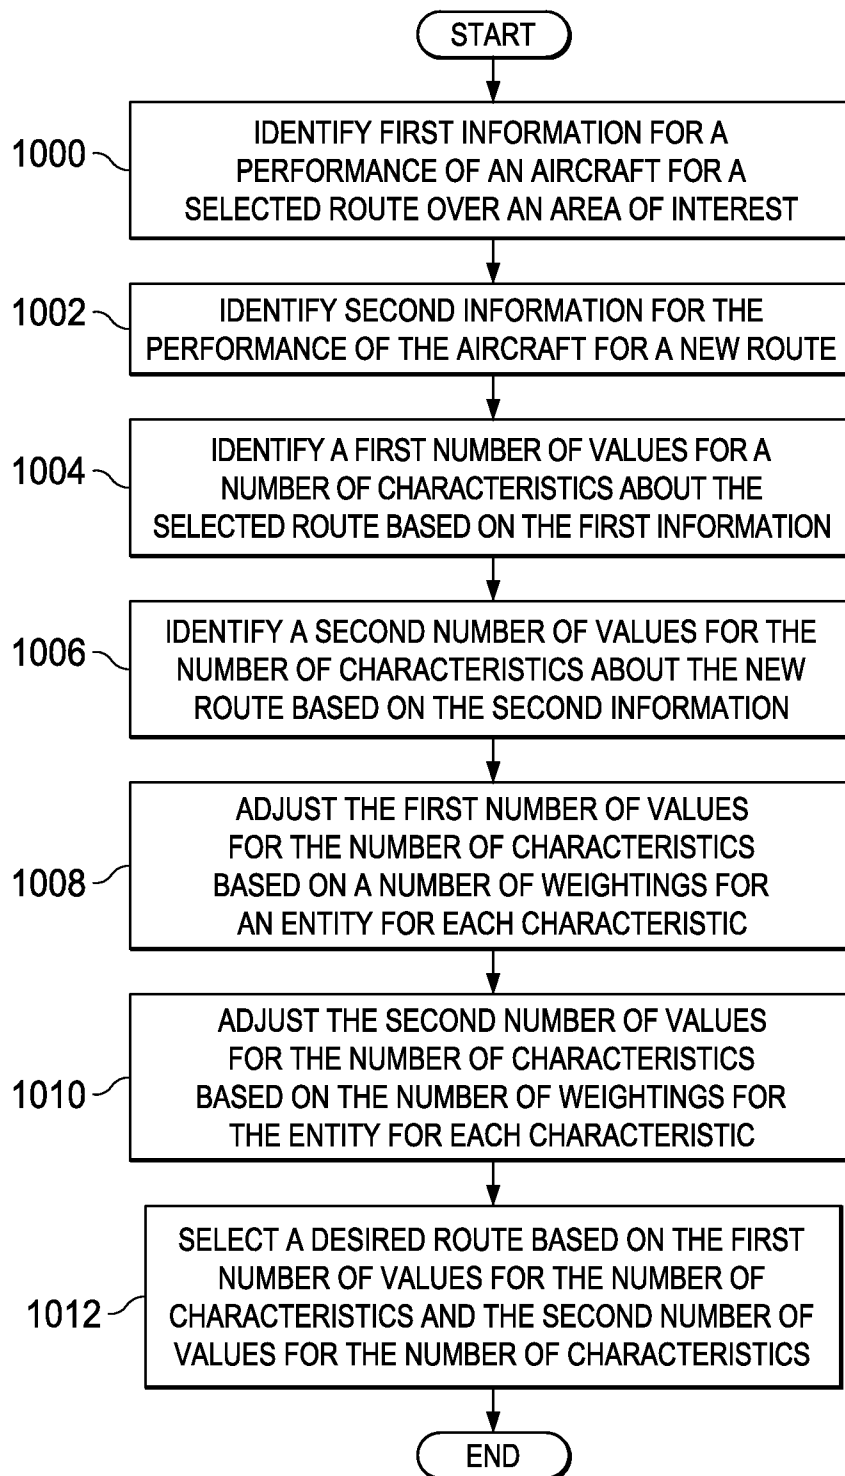 START
1000
IDENTIFY FIRST INFORMATION FOR A
PERFORMANCE OF AN AIRCRAFT FOR A
SELECTED ROUTE OVER AN AREA OF INTEREST
1002
IDENTIFY SECOND INFORMATION FOR THE
PERFORMANCE OF THE AIRCRAFT FOR A NEW ROUTE
1004
IDENTIFY A FIRST NUMBER OF VALUES FOR A
NUMBER OF CHARACTERISTICS ABOUT THE
SELECTED ROUTE BASED ON THE FIRST INFORMATION
1006
IDENTIFY A SECOND NUMBER OF VALUES FOR THE
NUMBER OF CHARACTERISTICS ABOUT THE NEW
ROUTE BASED ON THE SECOND INFORMATION
1008
ADJUST THE FIRST NUMBER OF VALUES
FOR THE NUMBER OF CHARACTERISTICS
BASED ON A NUMBER OF WEIGHTINGS FOR
AN ENTITY FOR EACH CHARACTERISTIC
1010
ADJUST THE SECOND NUMBER OF VALUES
FOR THE NUMBER OF CHARACTERISTICS
BASED ON THE NUMBER OF WEIGHTINGS FOR
THE ENTITY FOR EACH CHARACTERISTIC
1012
SELECT A DESIRED ROUTE BASED ON THE FIRST
NUMBER OF VALUES FOR THE NUMBER OF
CHARACTERISTICS AND THE SECOND NUMBER OF
VALUES FOR THE NUMBER OF CHARACTERISTICS
END